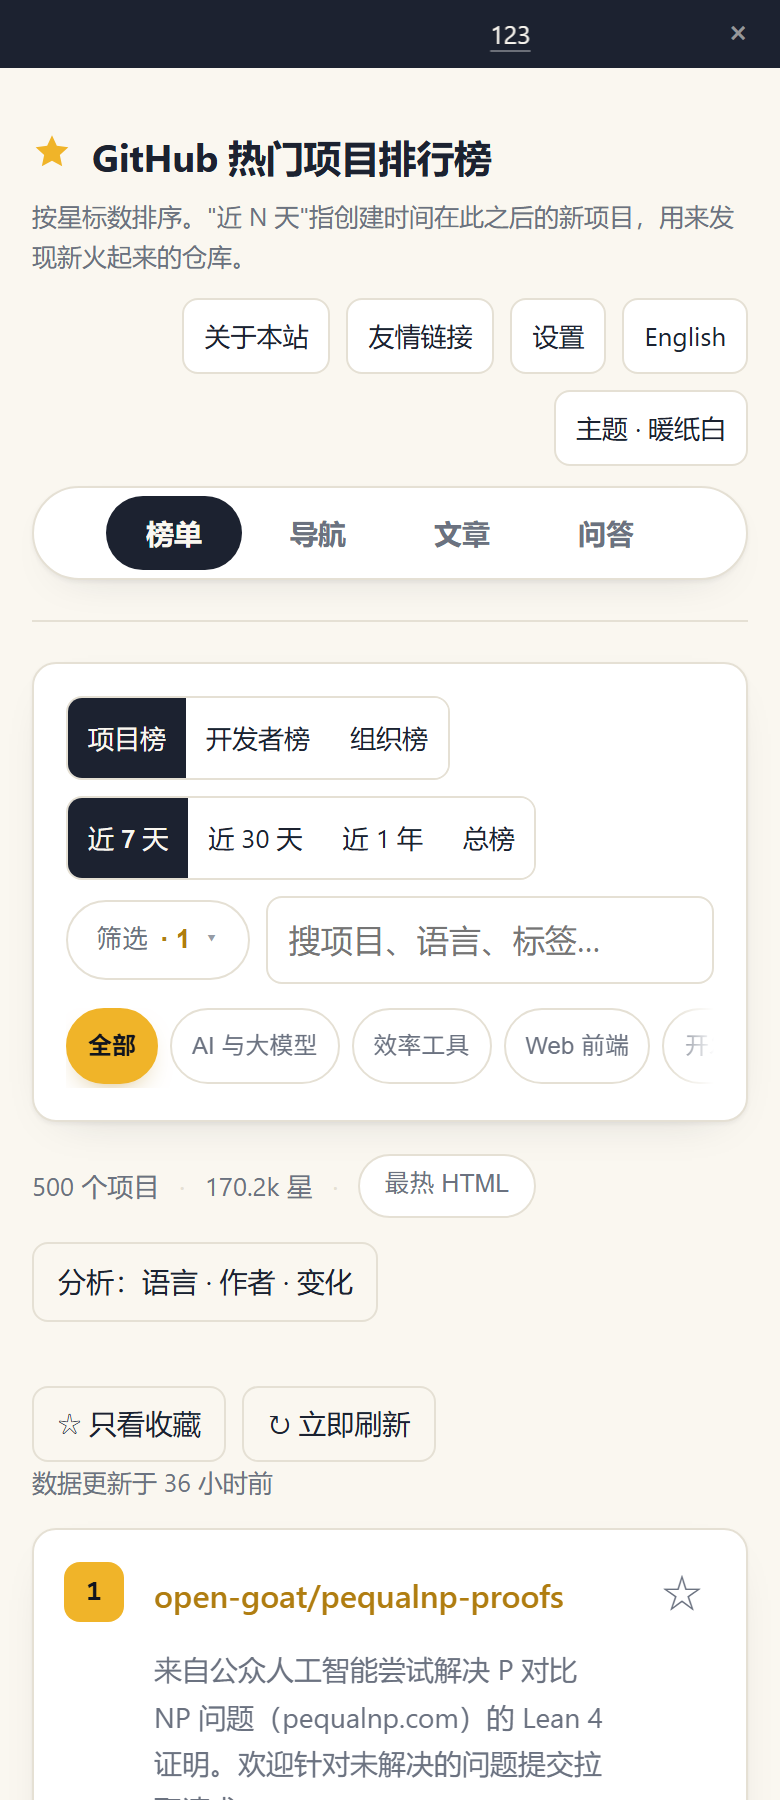 123 ×
GitHub 热门项目排行榜
按星标数排序。"近 N 天"指创建时间在此之后的新项目，用来发
现新火起来的仓库。
关于本站 友情链接 设置 English
主题 · 暖纸白
榜单 导航 文章 问答
项目榜 开发者榜 组织榜
近 7 天 近 30 天 近 1 年 总榜
筛选 · 1 ▾ 搜项目、语言、标签...
全部 AI 与大模型 效率工具 Web 前端 开
500 个项目 · 170.2k 星 · 最热 HTML
分析：语言 · 作者 · 变化
☆ 只看收藏 ↻ 立即刷新
数据更新于 36 小时前
1 open-goat/pequalnp-proofs ☆
来自公众人工智能尝试解决 P 对比
NP 问题（pequalnp.com）的 Lean 4
证明。欢迎针对未解决的问题提交拉